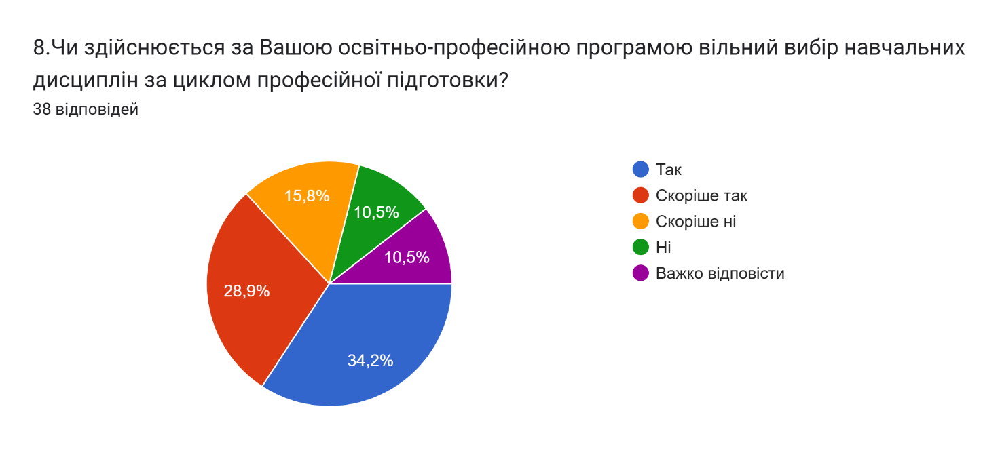 8.Чи здійснюється за Вашою освітньо-професійною програмою вільний вибір навчальних
дисциплін за циклом професійної підготовки?
38 відповідей
Так
Скоріше так
Скоріше ні
Ні
Важко відповісти
15,8%
10,5%
10,5%
28,9%
34,2%